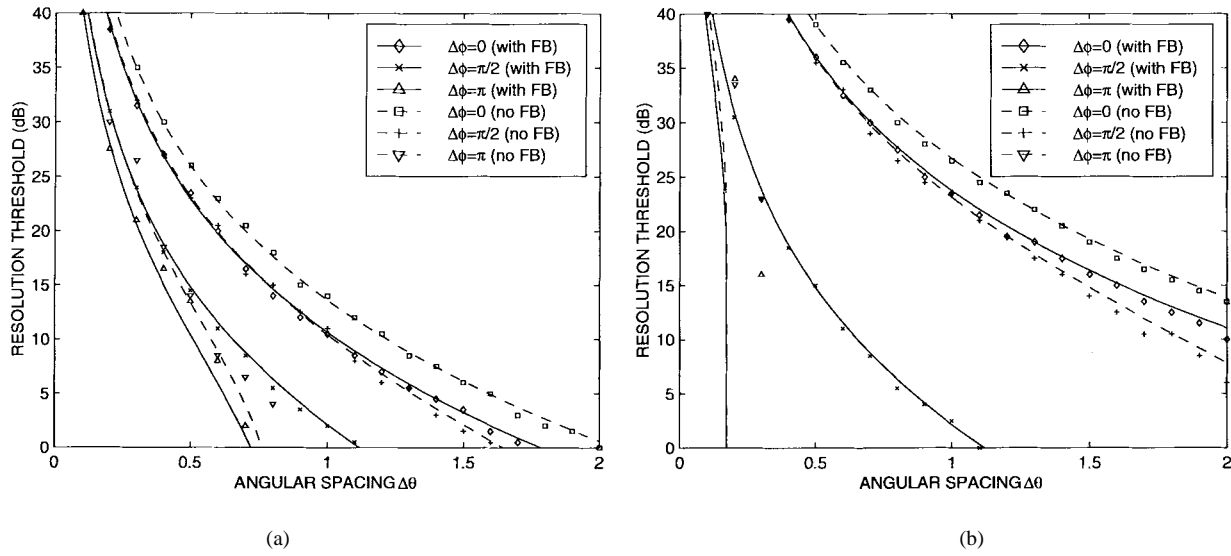 40
35
30
25
20
15
10
5
0
RESOLUTION THRESHOLD (dB)
Δϕ=0 (with FB)
Δϕ=π/2 (with FB)
Δϕ=π (with FB)
Δϕ=0 (no FB)
Δϕ=π/2 (no FB)
Δϕ=π (no FB)
0 0.5 1 1.5 2
ANGULAR SPACING Δθ
(a)
40
35
30
25
20
15
10
5
0
RESOLUTION THRESHOLD (dB)
Δϕ=0 (with FB)
Δϕ=π/2 (with FB)
Δϕ=π (with FB)
Δϕ=0 (no FB)
Δϕ=π/2 (no FB)
Δϕ=π (no FB)
0 0.5 1 1.5 2
ANGULAR SPACING Δθ
(b)